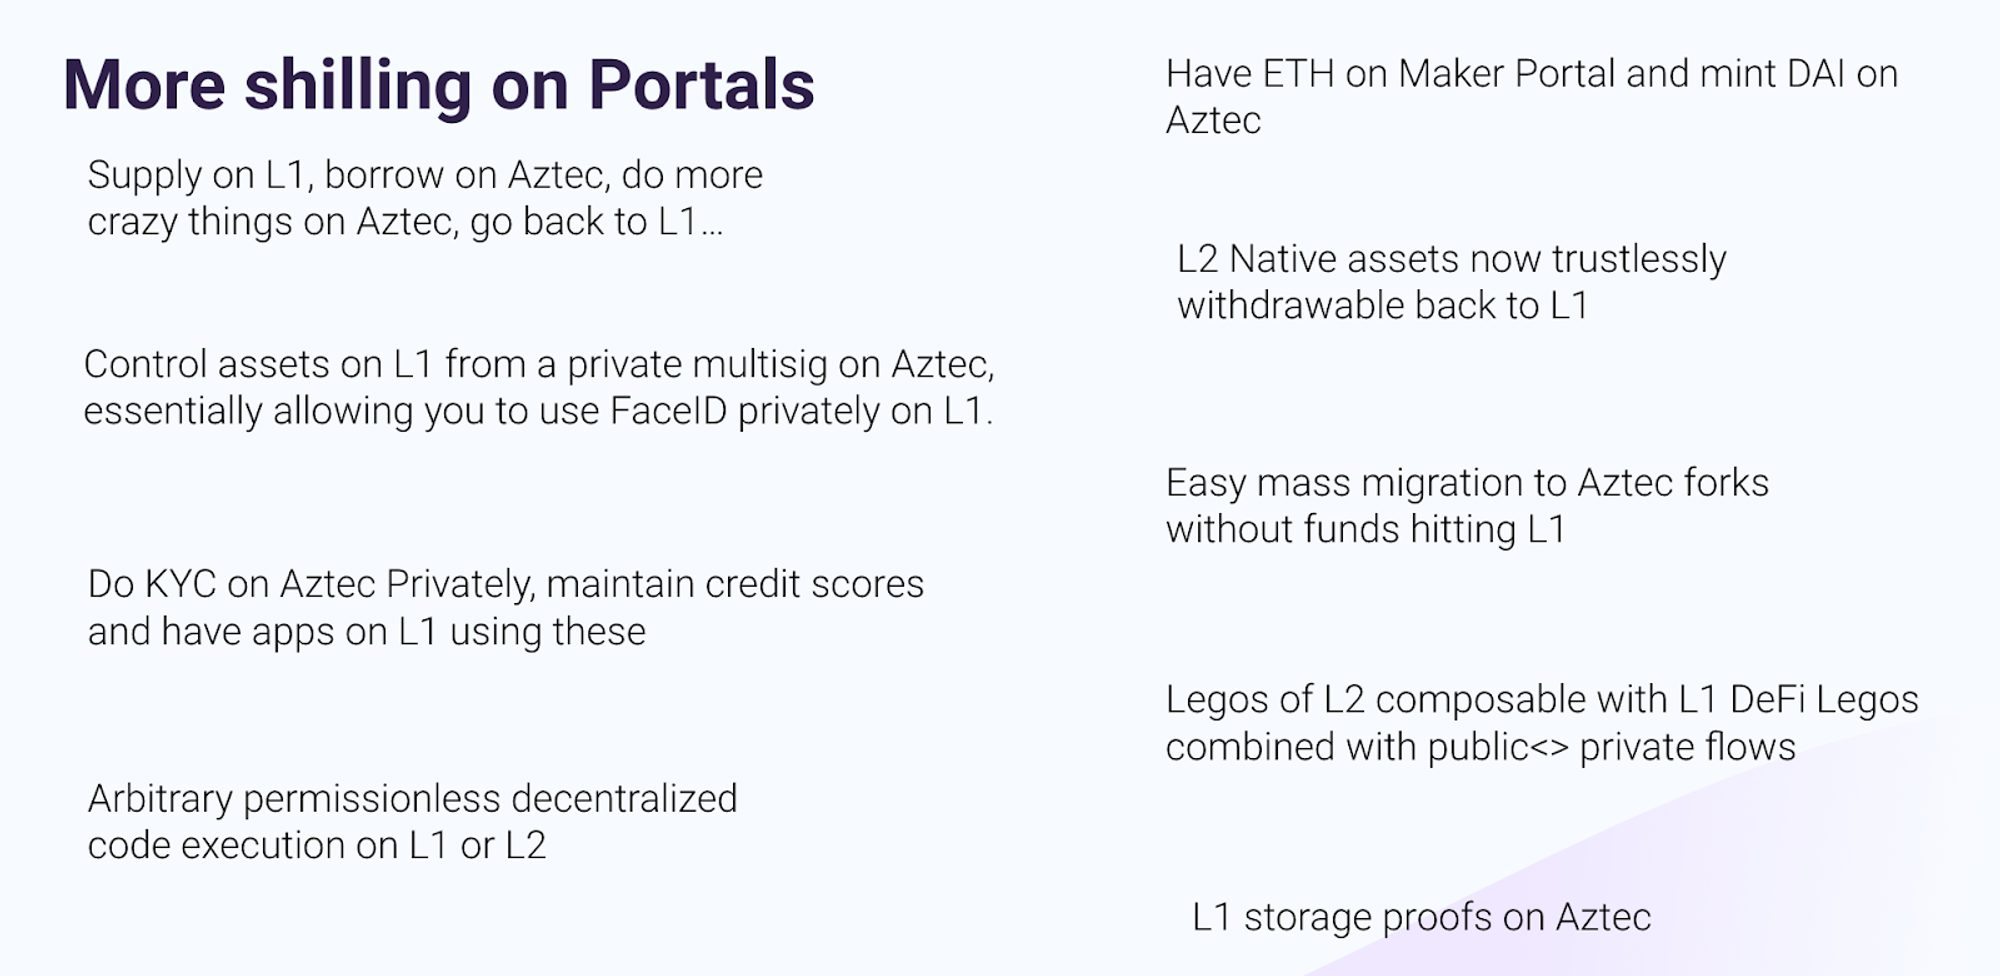 More shilling on Portals
Supply on L1, borrow on Aztec, do more
crazy things on Aztec, go back to L1...
Control assets on L1 from a private multisig on Aztec,
essentially allowing you to use FaceID privately on L1.
Do KYC on Aztec Privately, maintain credit scores
and have apps on L1 using these
Arbitrary permissionless decentralized
code execution on L1 or L2
Have ETH on Maker Portal and mint DAI on
Aztec
L2 Native assets now trustlessly
withdrawable back to L1
Easy mass migration to Aztec forks
without funds hitting L1
Legos of L2 composable with L1 DeFi Legos
combined with public<> private flows
L1 storage proofs on Aztec